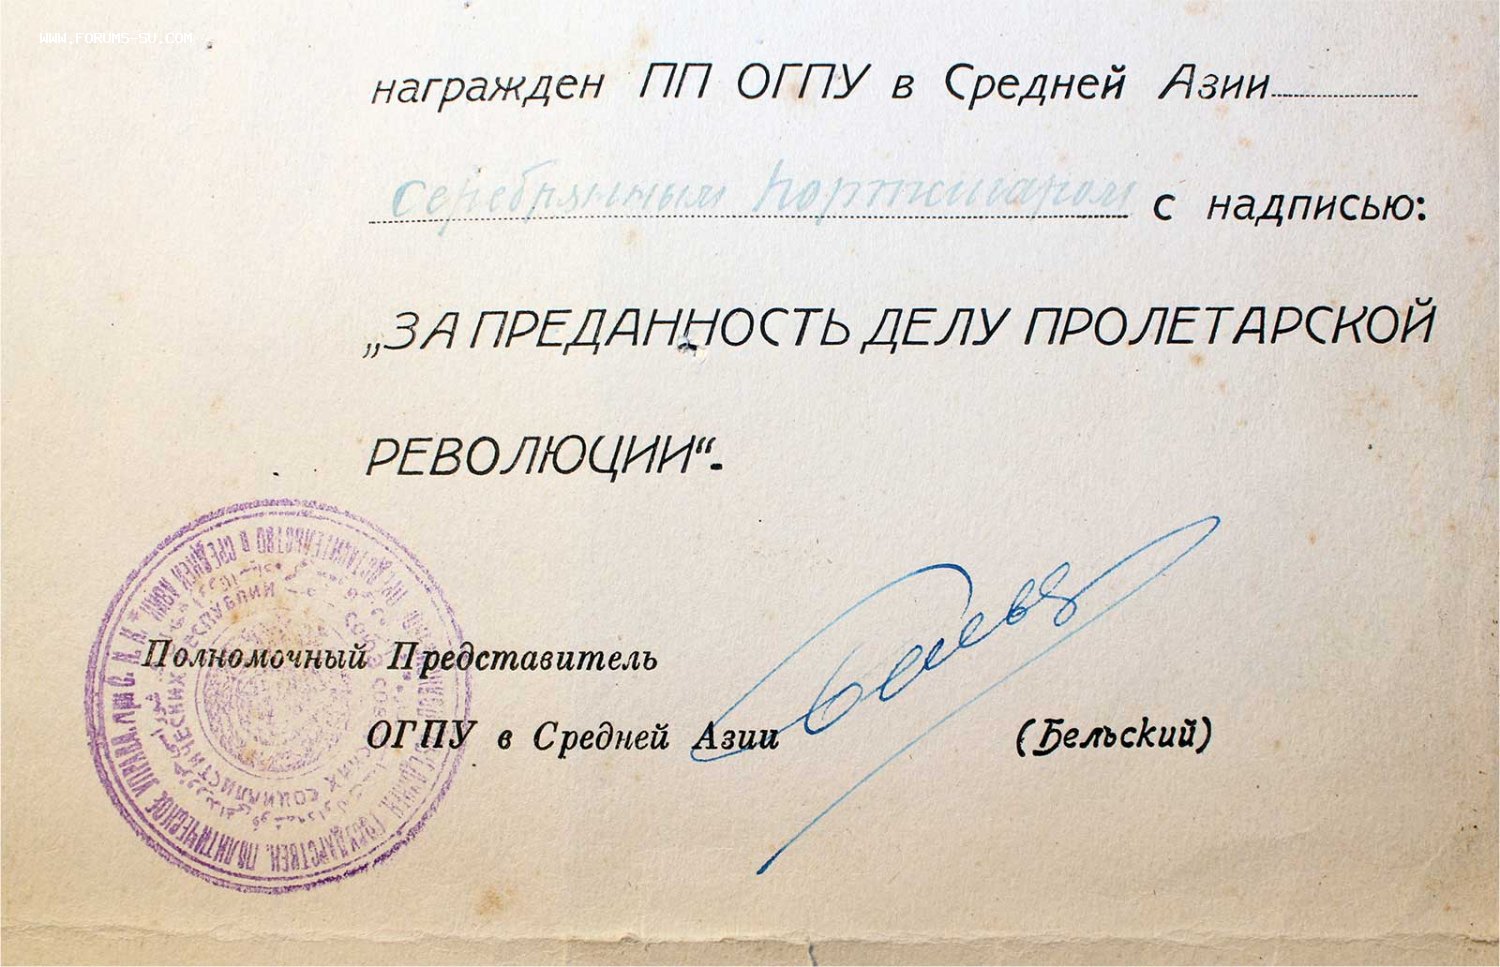 WWW.FORUMS-SU.COM
награжден ПП ОГПУ в Средней Азии
Серебрянным Портсигаром с надписью:
„ЗА ПРЕДАННОСТЬ ДЕЛУ ПРОЛЕТАРСКОЙ
РЕВОЛЮЦИИ“.
Полномочный Представитель
ОГПУ в Средней Азии (Бельский)